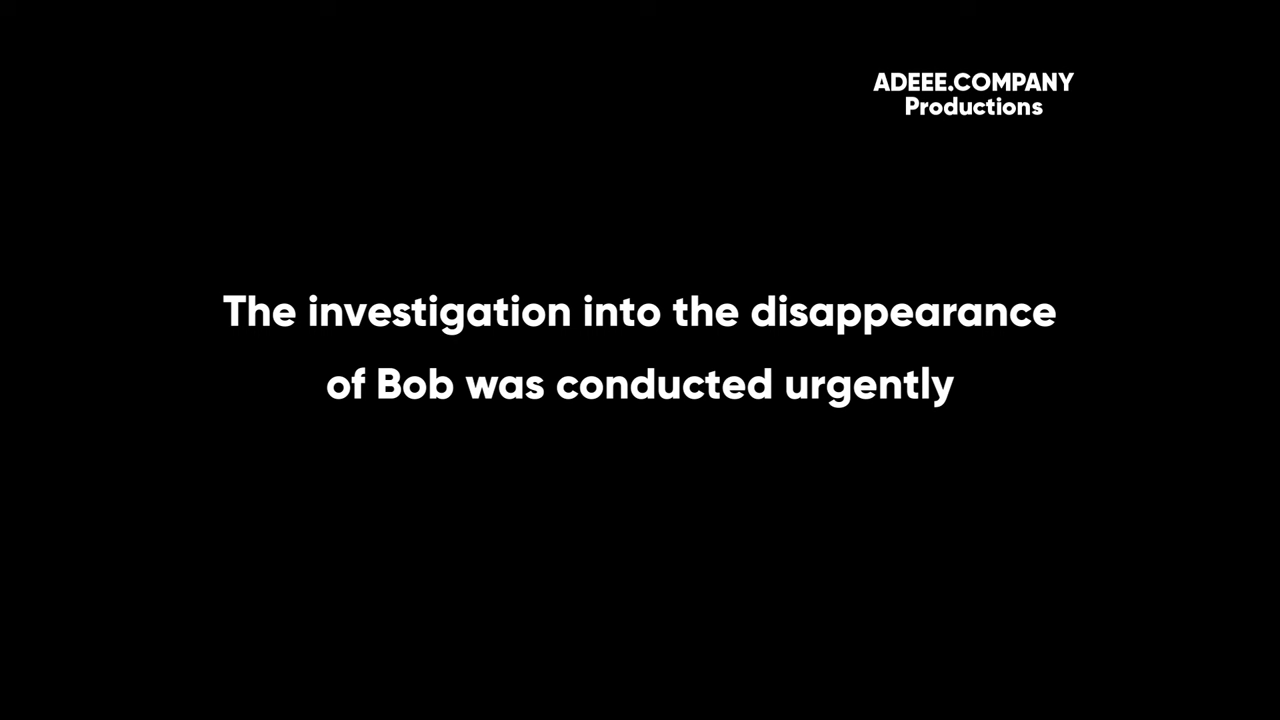 ADEEE.COMPANY
Productions
The investigation into the disappearance
of Bob was conducted urgently